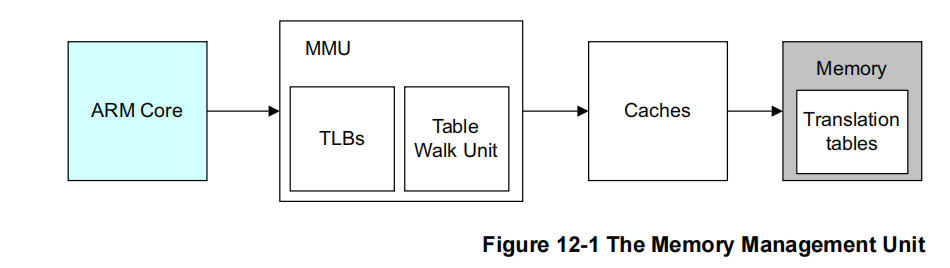 MMU
ARM Core
TLBs
Table
Walk Unit
Caches
Memory
Translation
tables
Figure 12-1 The Memory Management Unit